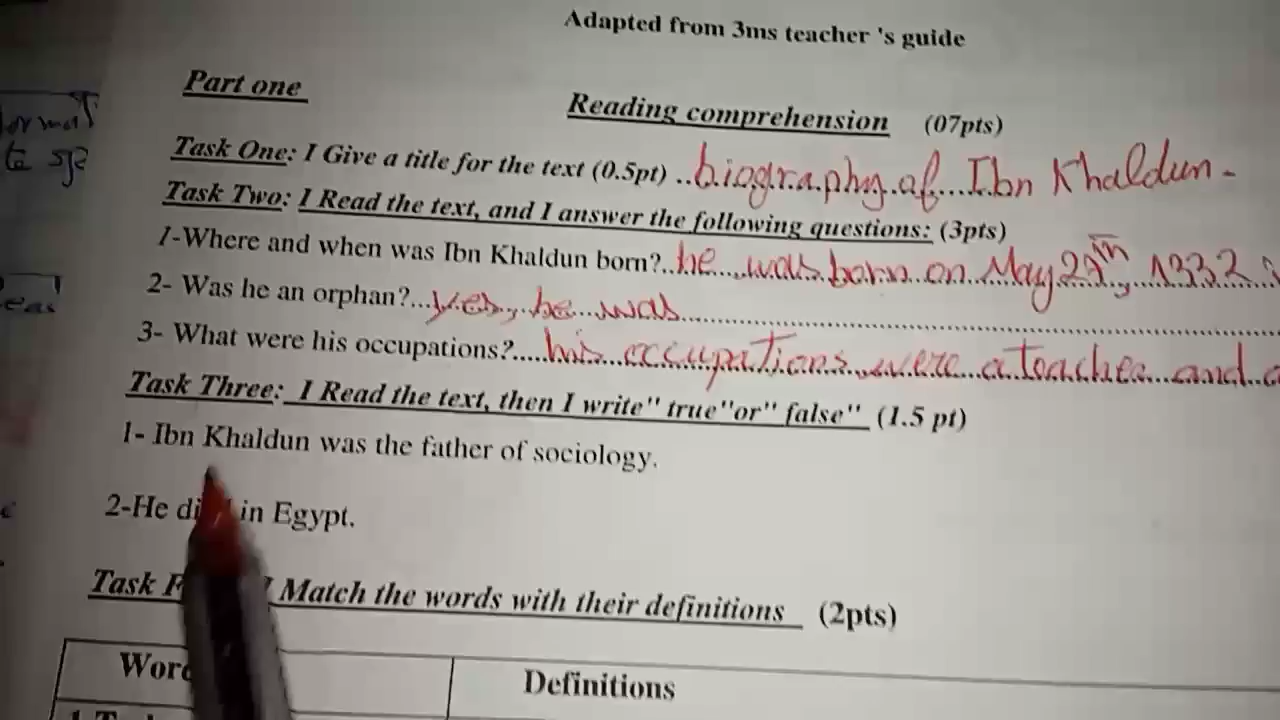 Adapted from 3ms teacher 's guide
Part one
Reading comprehension (07pts)
Task One: I Give a title for the text (0.5pt) ..biography of Ibn Khaldun-
Task Two: I Read the text, and I answer the following questions: (3pts)
1-Where and when was Ibn Khaldun born?..he was born on May 29th, 1332
2- Was he an orphan?...yes, he was
3- What were his occupations?.....his occupations were a teacher and a
Task Three: I Read the text, then I write" true"or" false" (1.5 pt)
1- Ibn Khaldun was the father of sociology.
2-He in Egypt.
Task I Match the words with their definitions (2pts)
Definitions